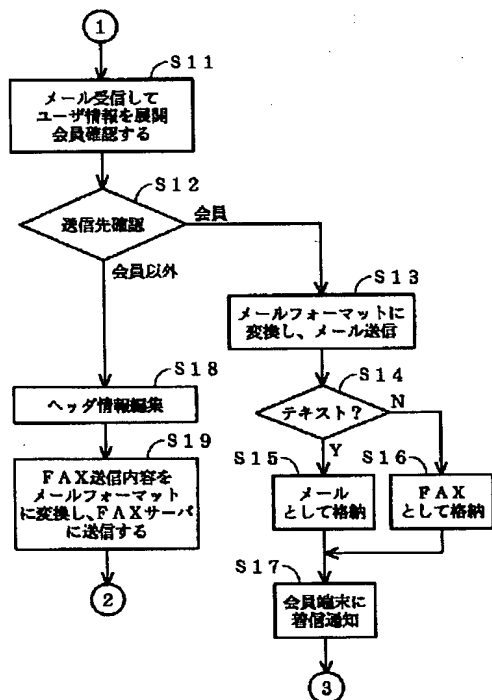 1
S11
メール受信して
ユーザ情報を展開
会員確認する
S12
送信先確認
会員
会員以外
S13
メールフォーマットに
変換し、メール送信
S14
テキスト?
N
Y
S15
メール
として格納
S16
FAX
として格納
S17
会員端末に
着信通知
3
S18
ヘッダ情報編集
S19
FAX送信内容を
メールフォーマット
に変換し、FAXサーバ
に送信する
2